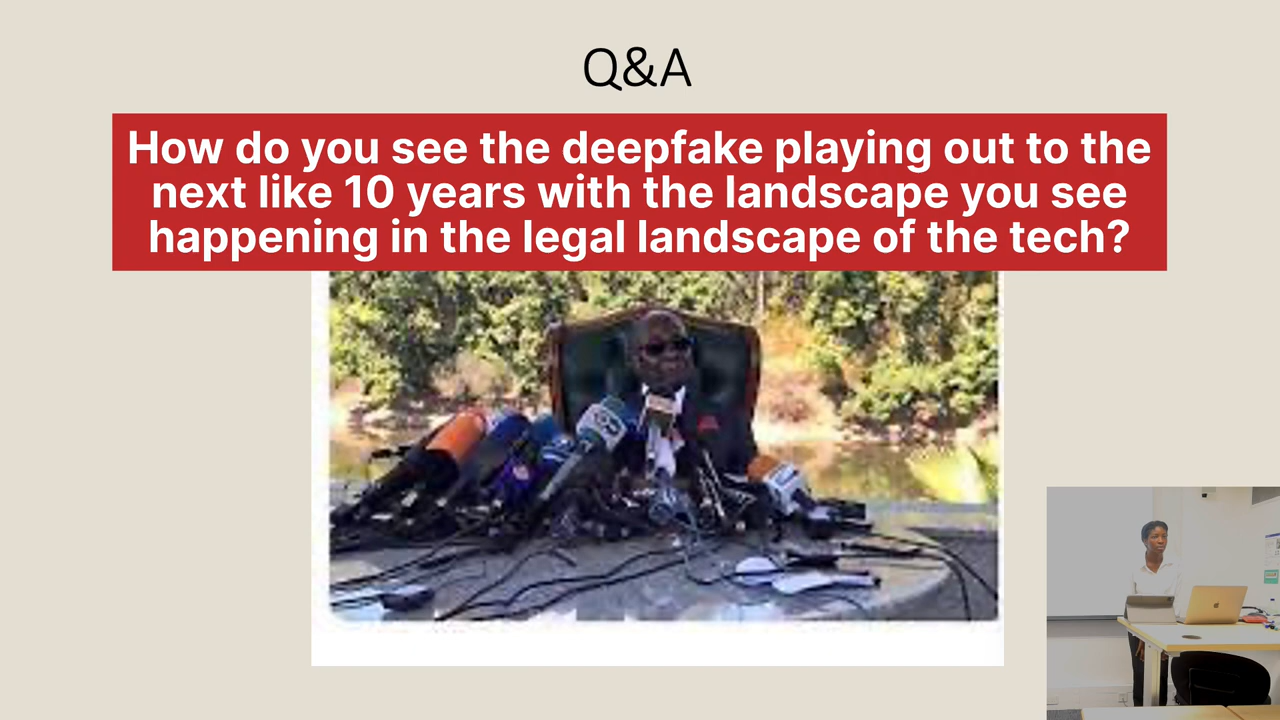 Q&A
How do you see the deepfake playing out to the
next like 10 years with the landscape you see
happening in the legal landscape of the tech?